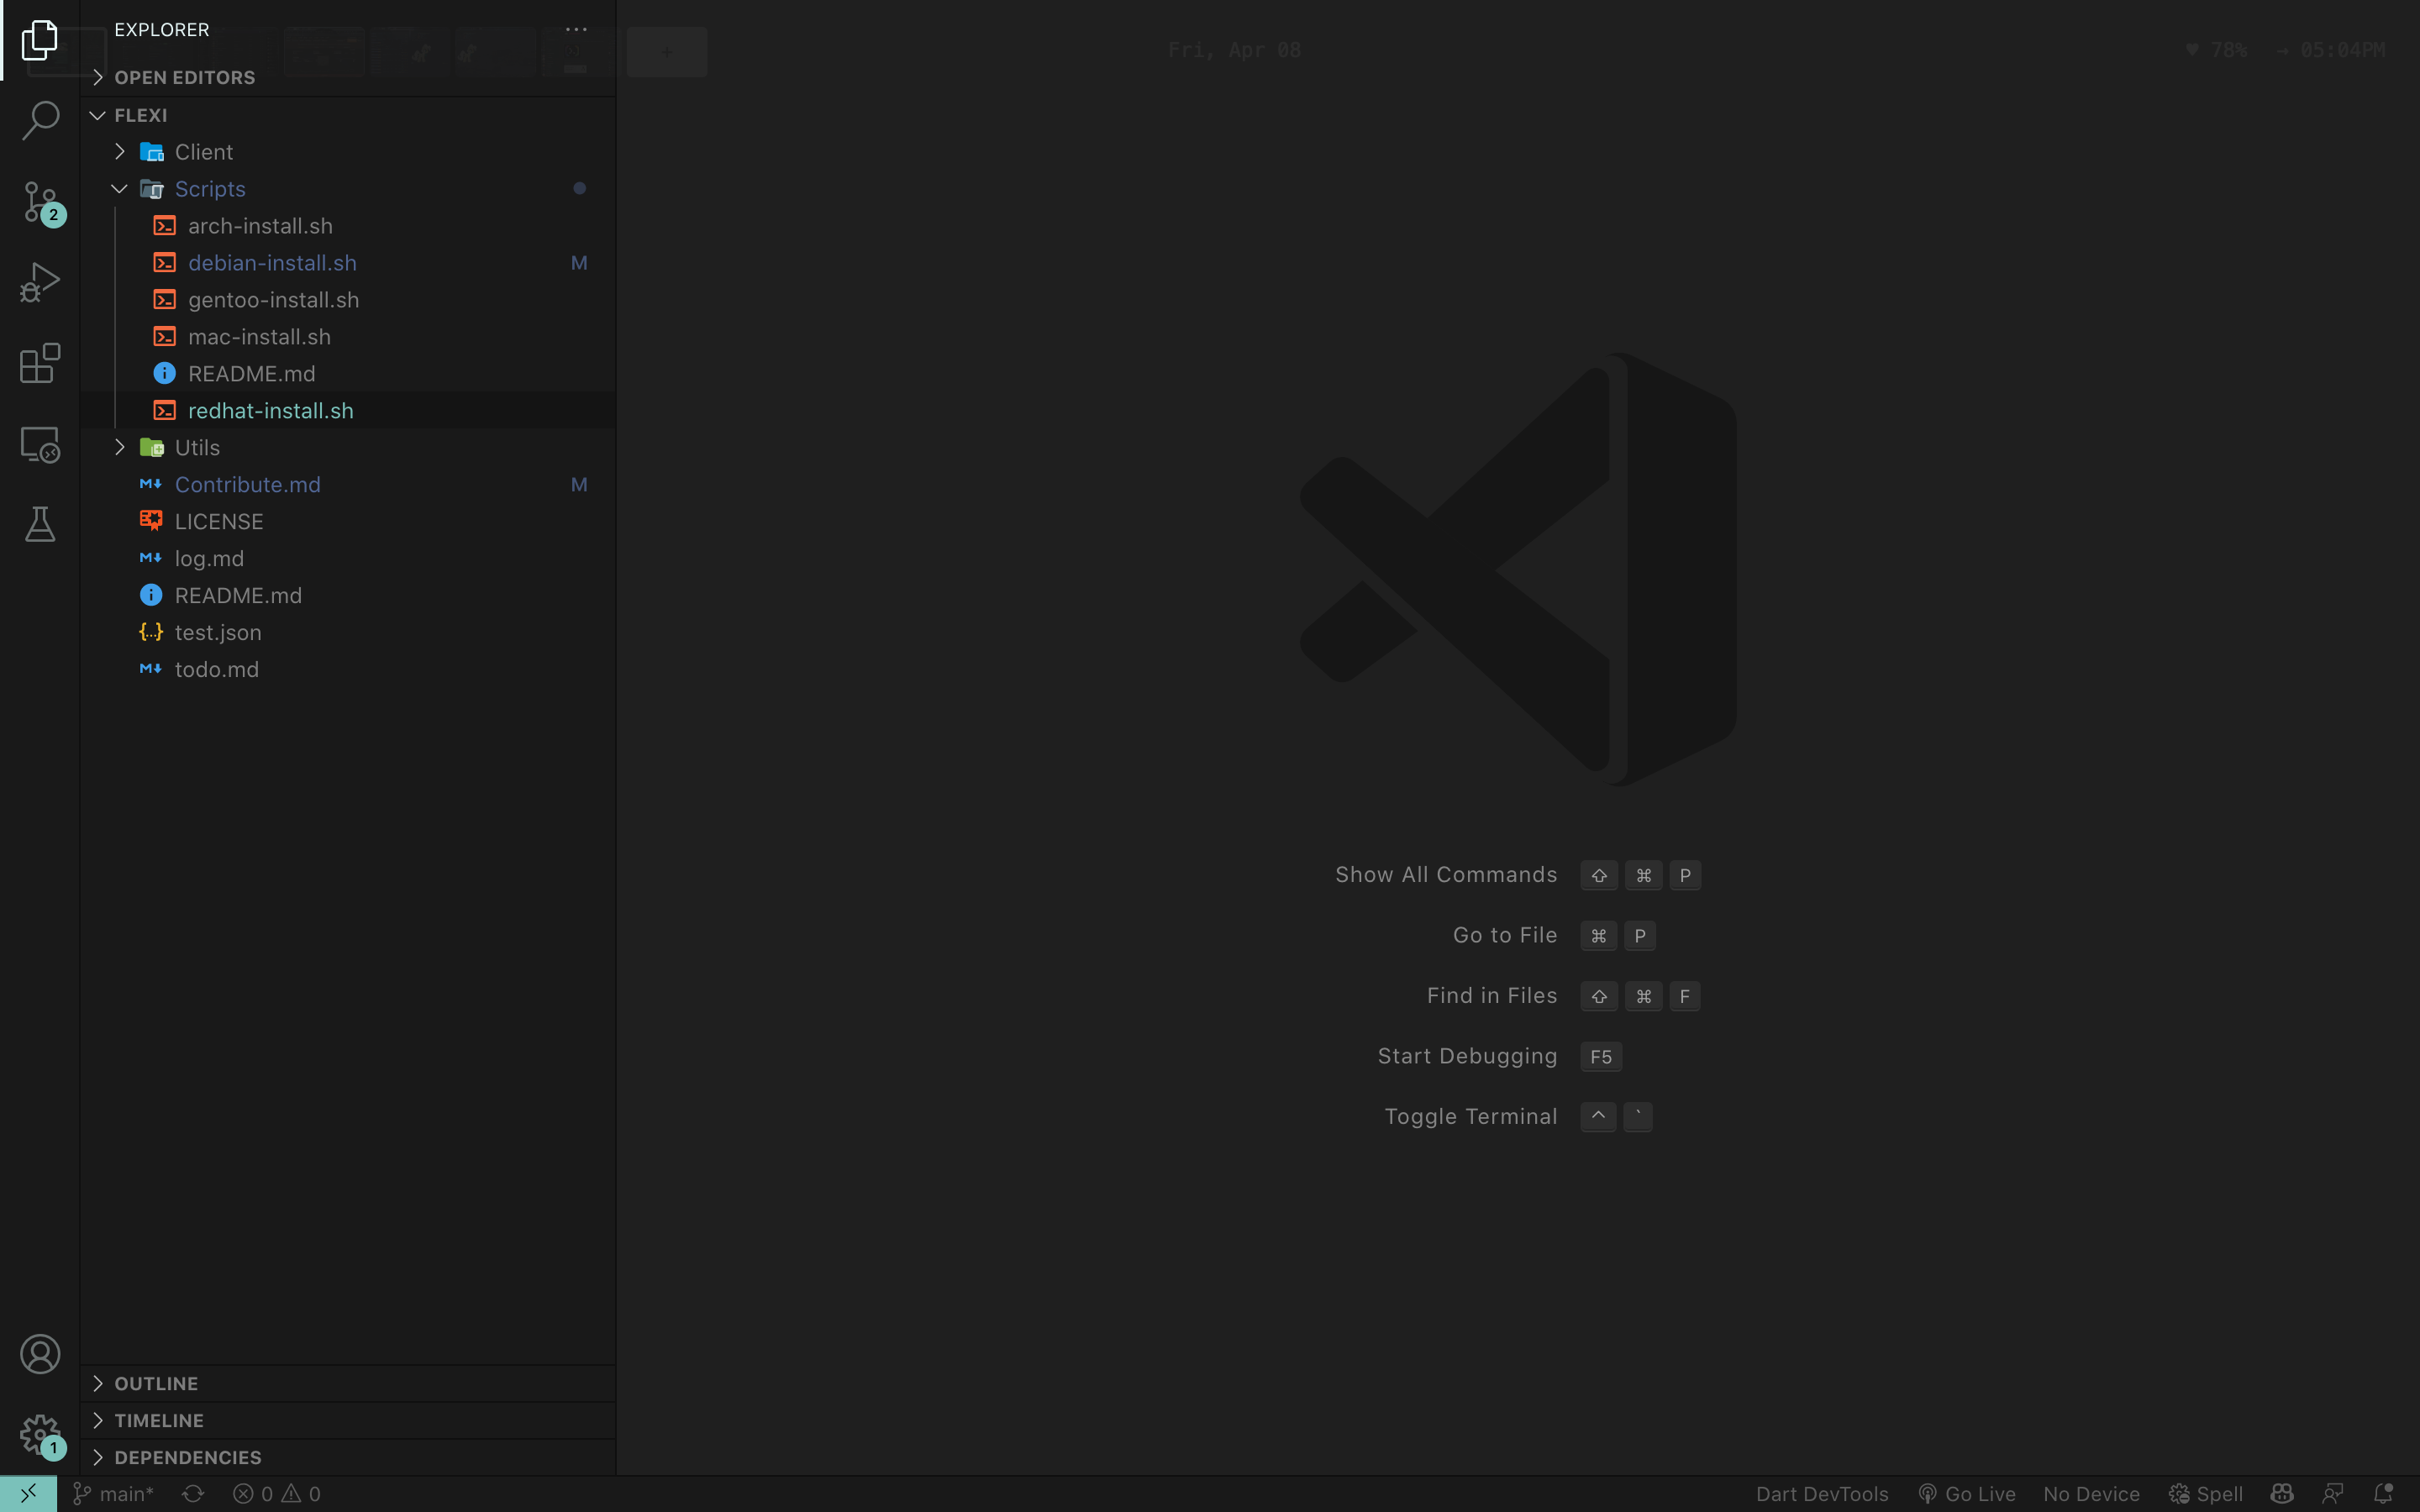 EXPLORER
Fri, Apr 08
♥ 78% → 05:04PM
OPEN EDITORS
FLEXI
Client
Scripts
arch-install.sh
debian-install.sh M
gentoo-install.sh
mac-install.sh
README.md
redhat-install.sh
Utils
Contribute.md M
LICENSE
log.md
README.md
test.json
todo.md
2
Show All Commands ⇧ ⌘ P
Go to File ⌘ P
Find in Files ⇧ ⌘ F
Start Debugging F5
Toggle Terminal ^ `
OUTLINE
TIMELINE
DEPENDENCIES
1
main* 0 0
Dart DevTools Go Live No Device Spell